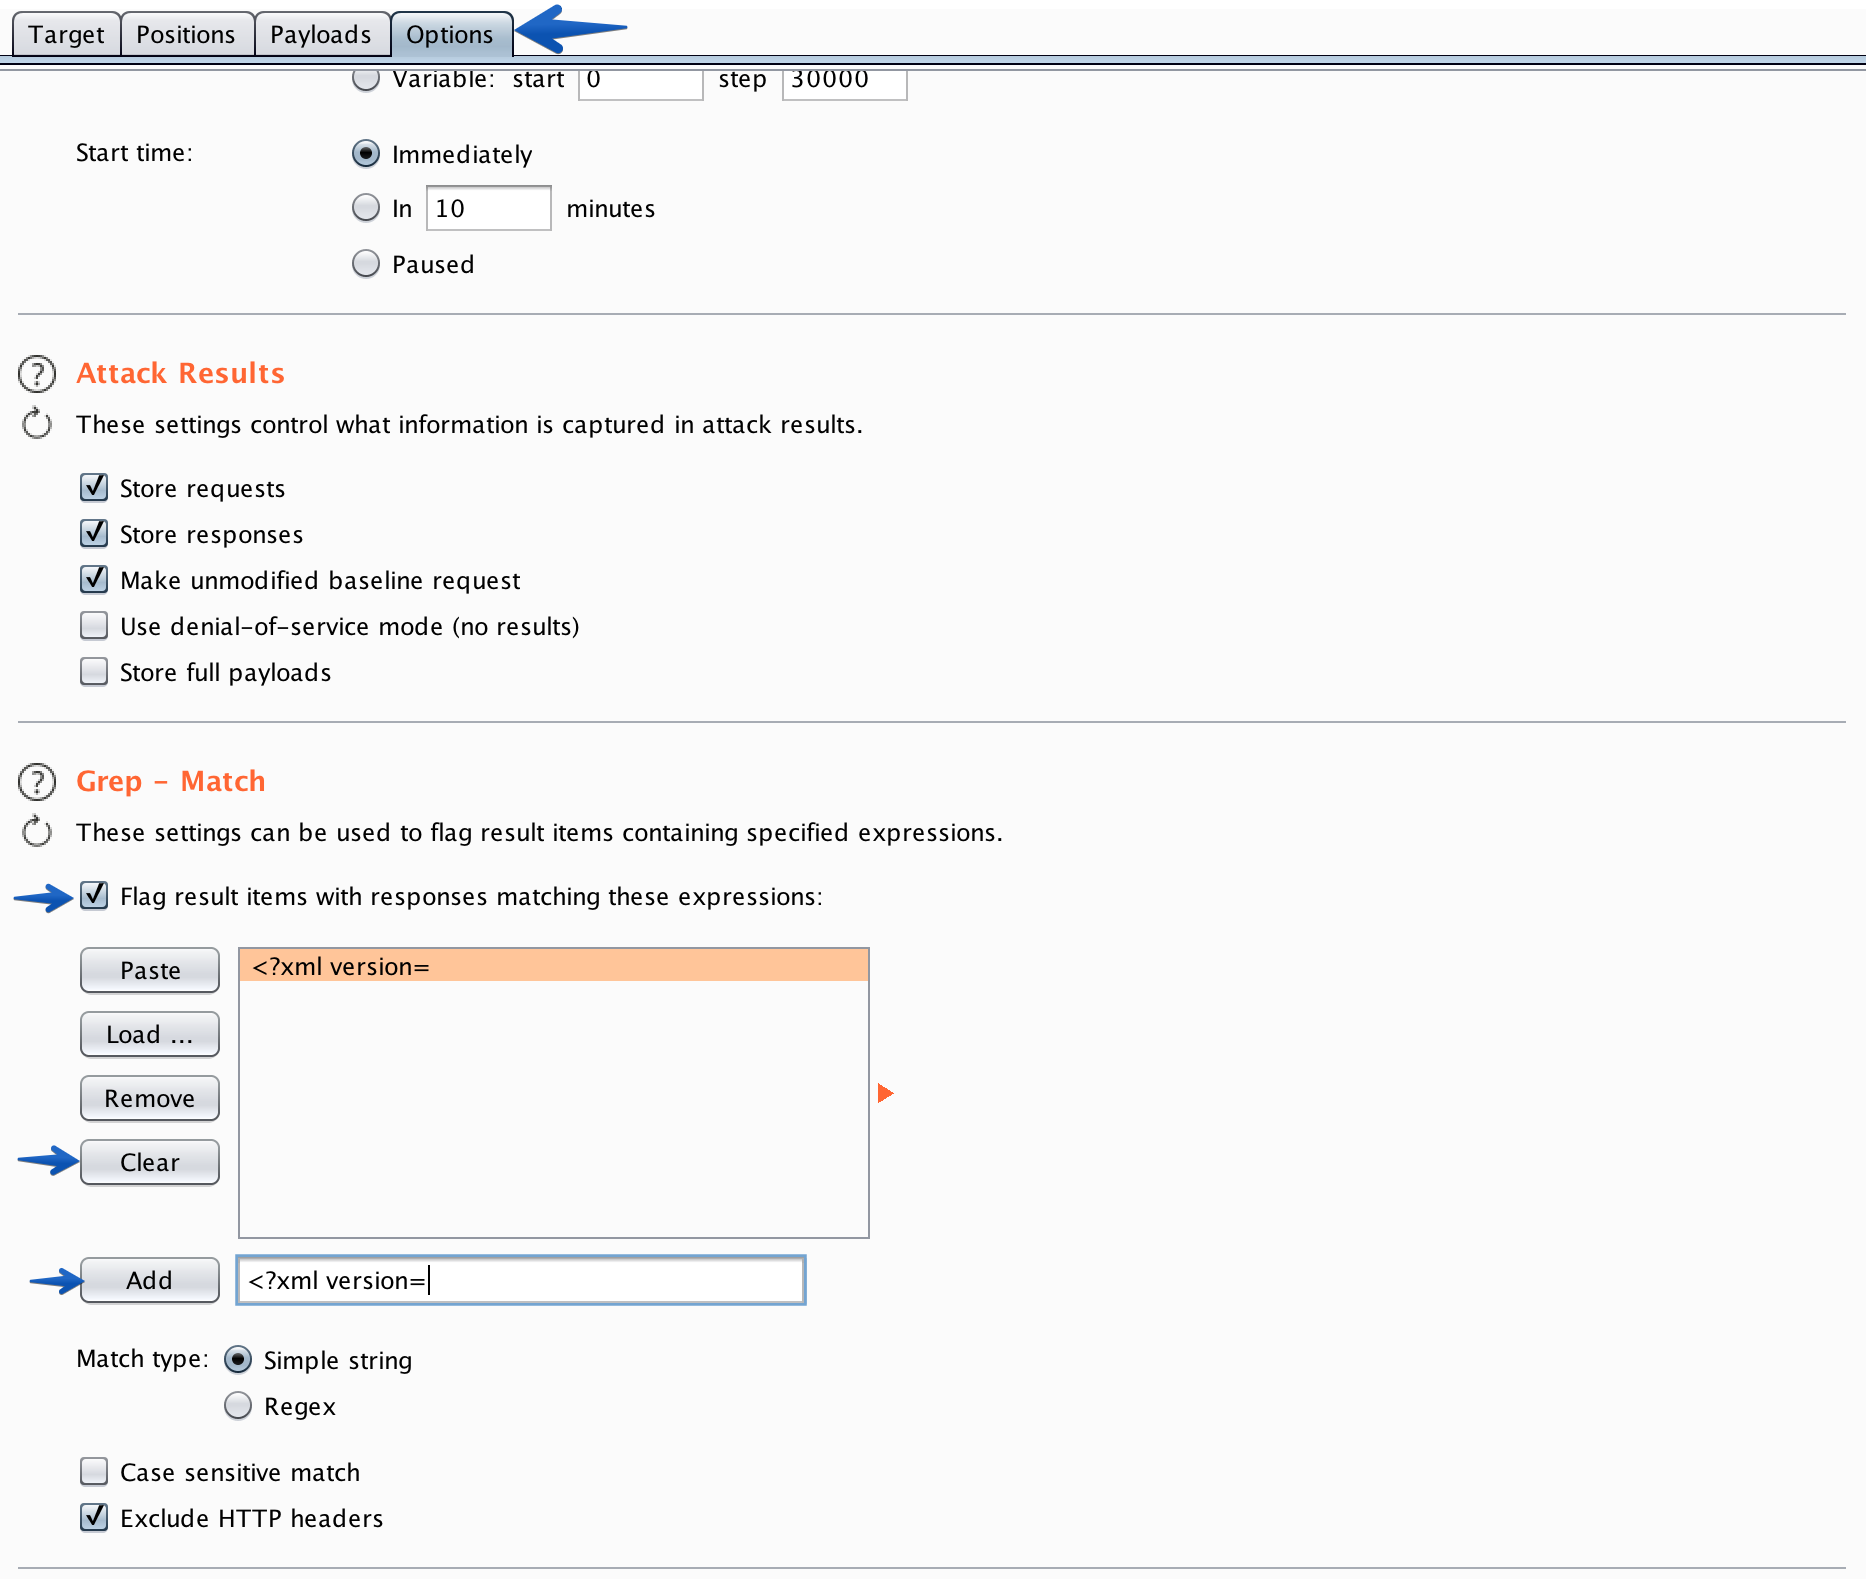 Target Positions Payloads Options
Variable: start 0 step 30000
Start time: Immediately
In 10 minutes
Paused
? Attack Results
These settings control what information is captured in attack results.
Store requests
Store responses
Make unmodified baseline request
Use denial-of-service mode (no results)
Store full payloads
? Grep - Match
These settings can be used to flag result items containing specified expressions.
Flag result items with responses matching these expressions:
Paste <?xml version=
Load ...
Remove
Clear
Add <?xml version=
Match type: Simple string
Regex
Case sensitive match
Exclude HTTP headers